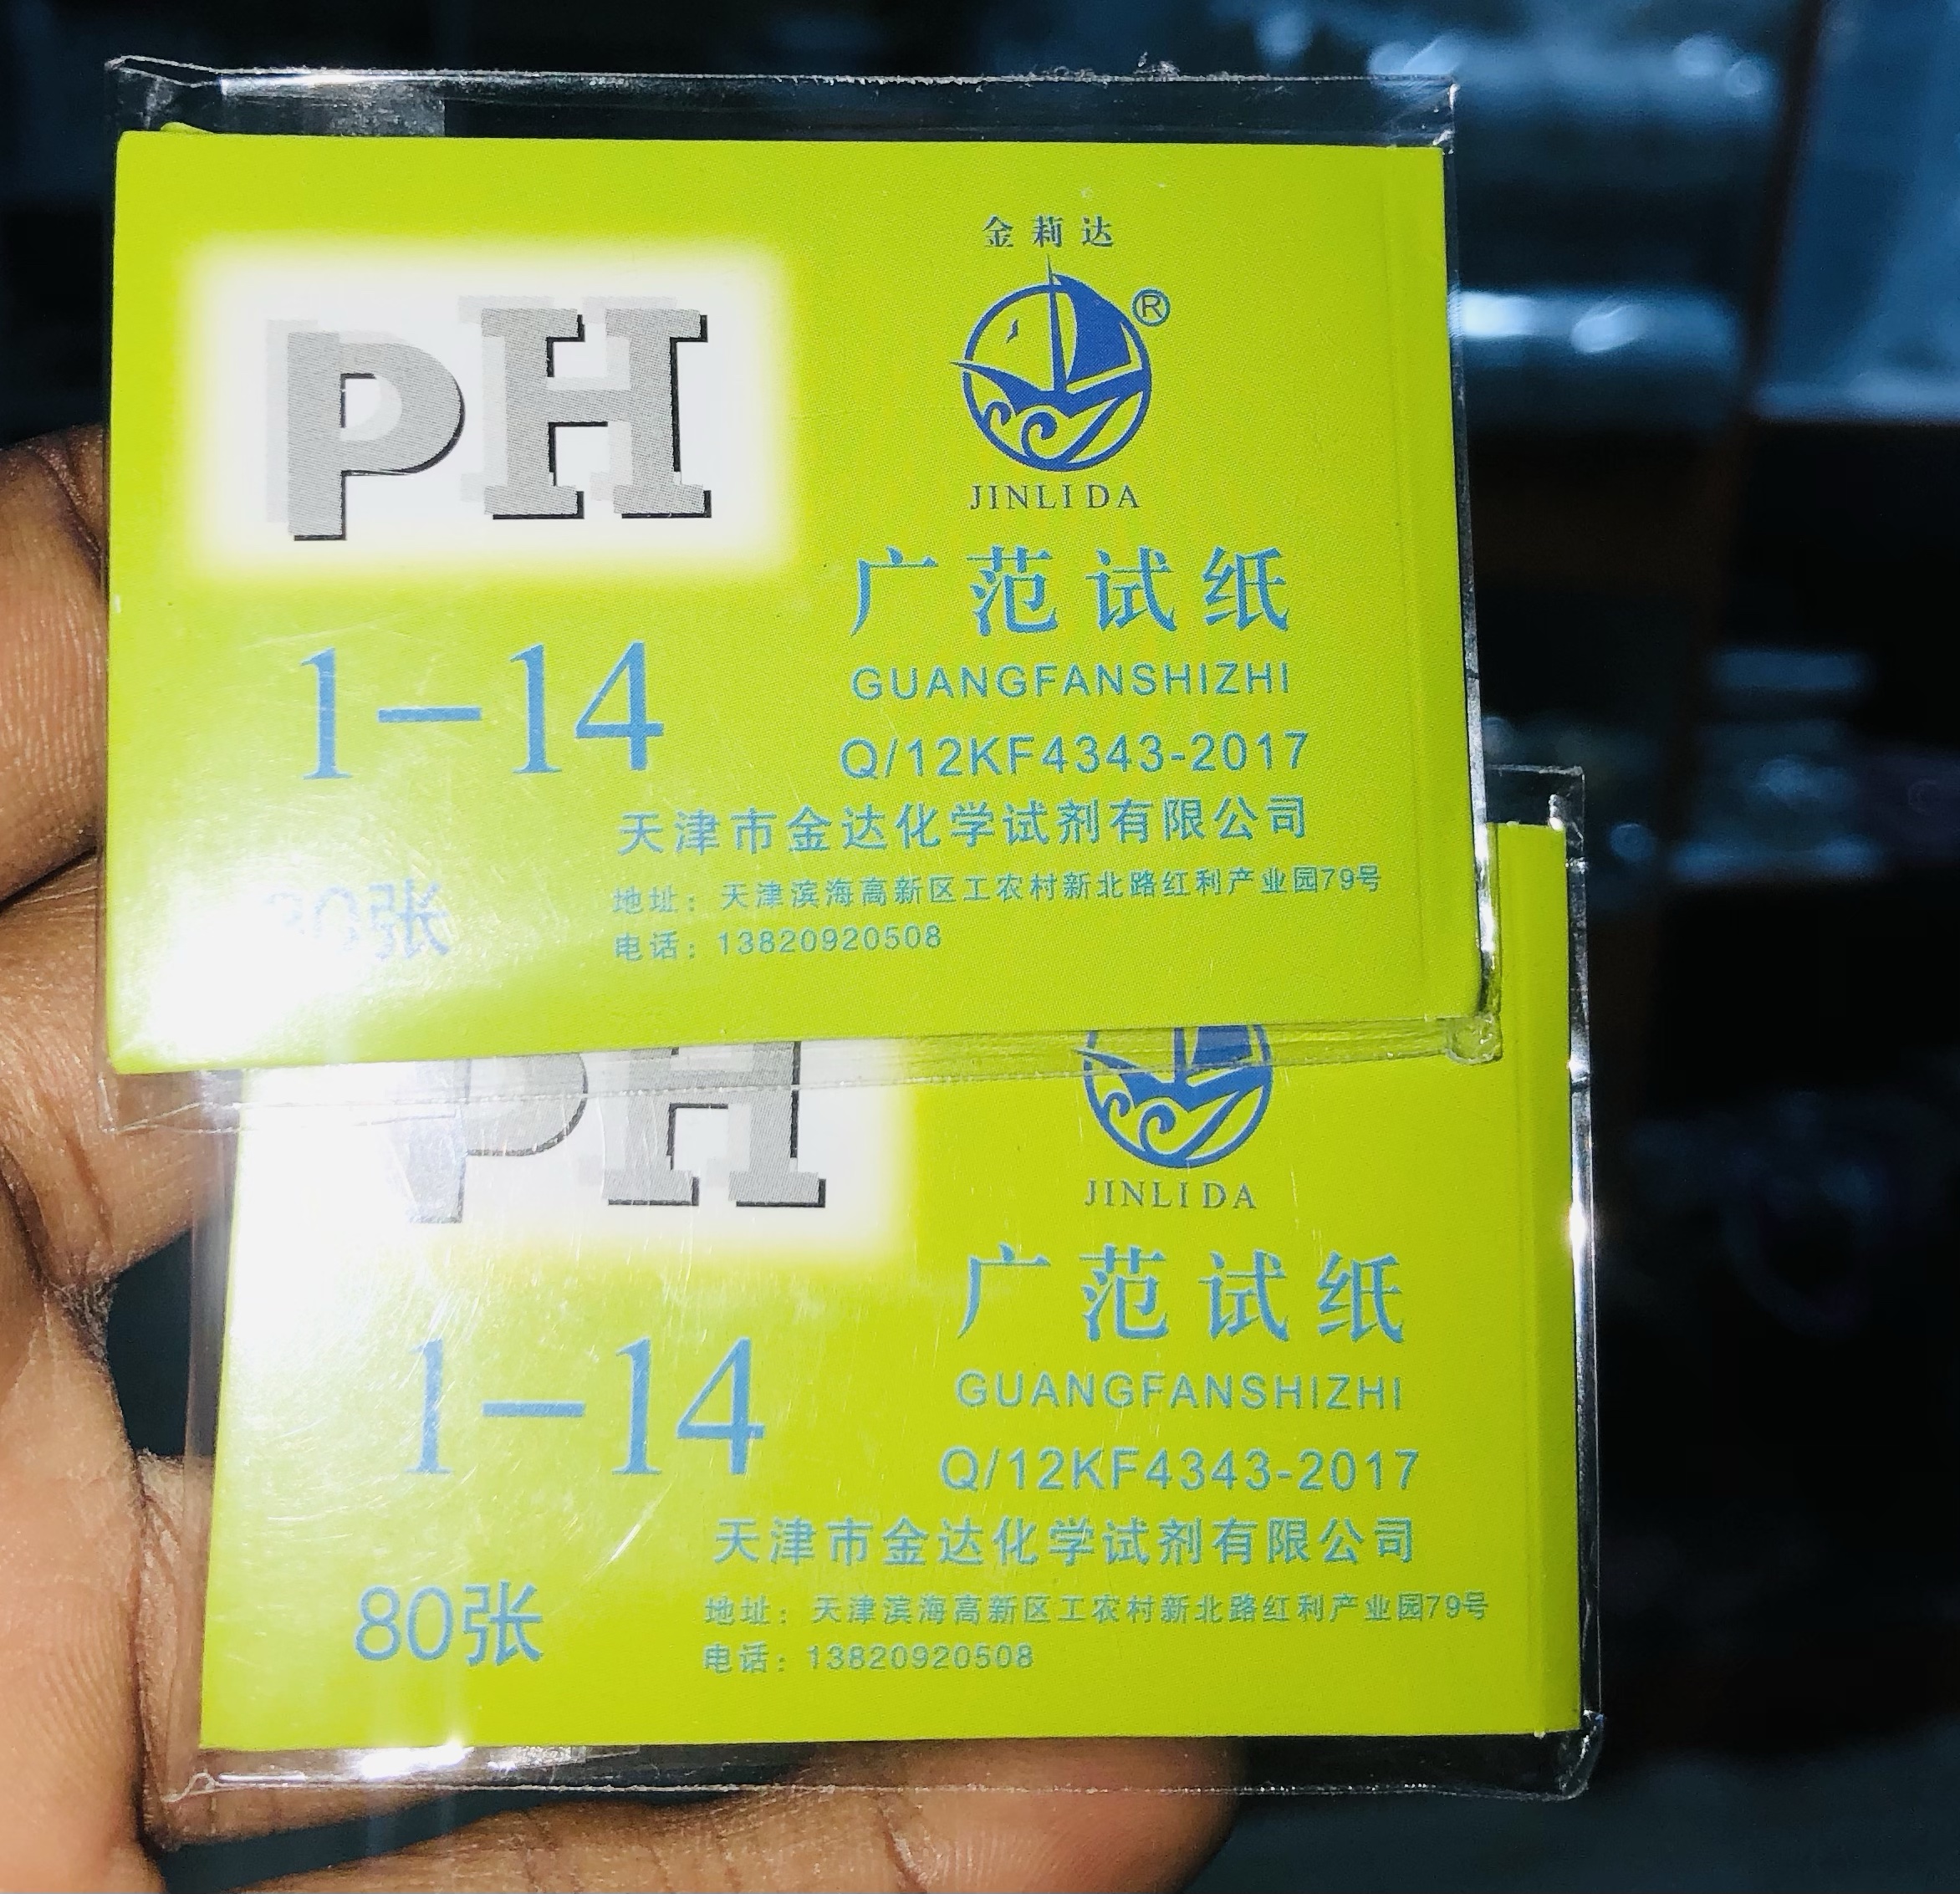 金莉达
®
pH
JINLIDA
广范试纸
1-14
GUANGFANSHIZHI
Q/12KF4343-2017
天津市金达化学试剂有限公司
80张
地址：天津滨海高新区工农村新北路红利产业园79号
电话：13820920508
pH
JINLIDA
广范试纸
1-14
GUANGFANSHIZHI
Q/12KF4343-2017
天津市金达化学试剂有限公司
80张
地址：天津滨海高新区工农村新北路红利产业园79号
电话：13820920508